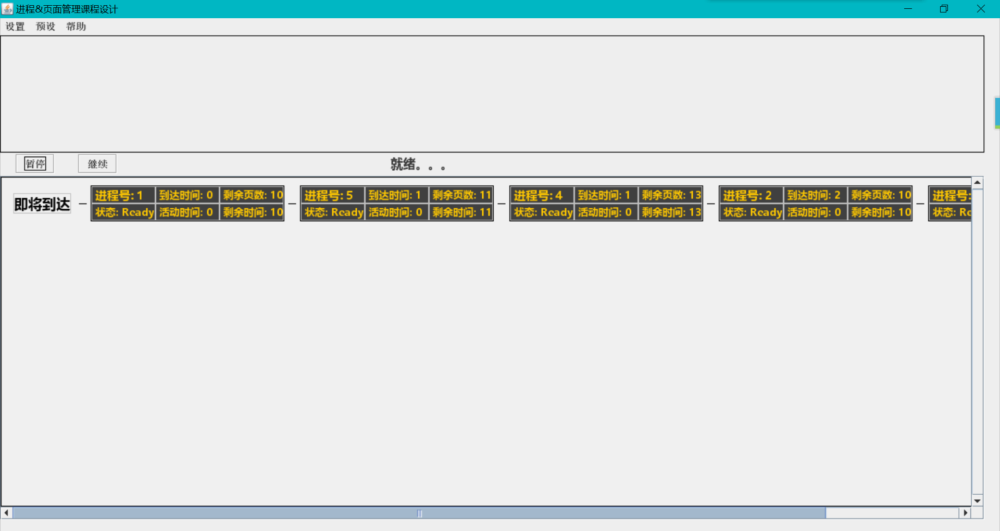 进程&页面管理课程设计
设置 预设 帮助
暂停 继续 就绪。。。
即将到达
进程号: 1 到达时间: 0 剩余页数: 10
状态: Ready 活动时间: 0 剩余时间: 10
进程号: 5 到达时间: 1 剩余页数: 11
状态: Ready 活动时间: 0 剩余时间: 11
进程号: 4 到达时间: 1 剩余页数: 13
状态: Ready 活动时间: 0 剩余时间: 13
进程号: 2 到达时间: 2 剩余页数: 10
状态: Ready 活动时间: 0 剩余时间: 10
进程号:
状态: